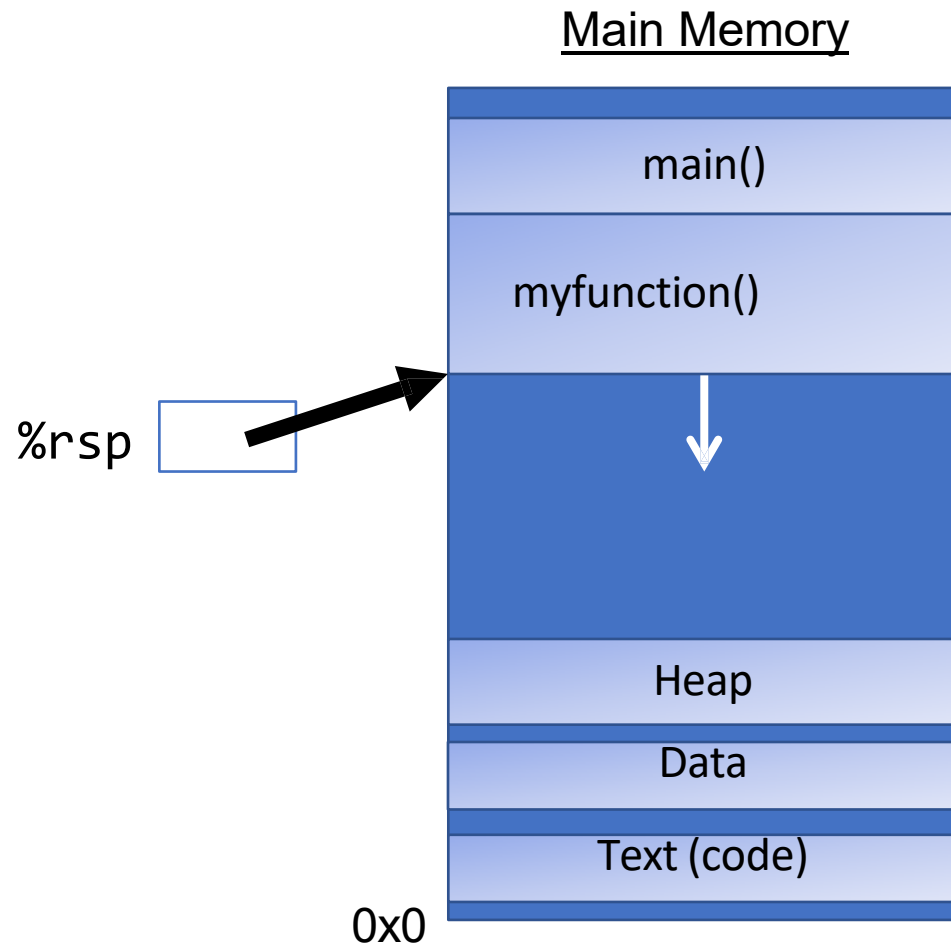 Main Memory
main()
myfunction()
%rsp
Heap
Data
Text (code)
0x0